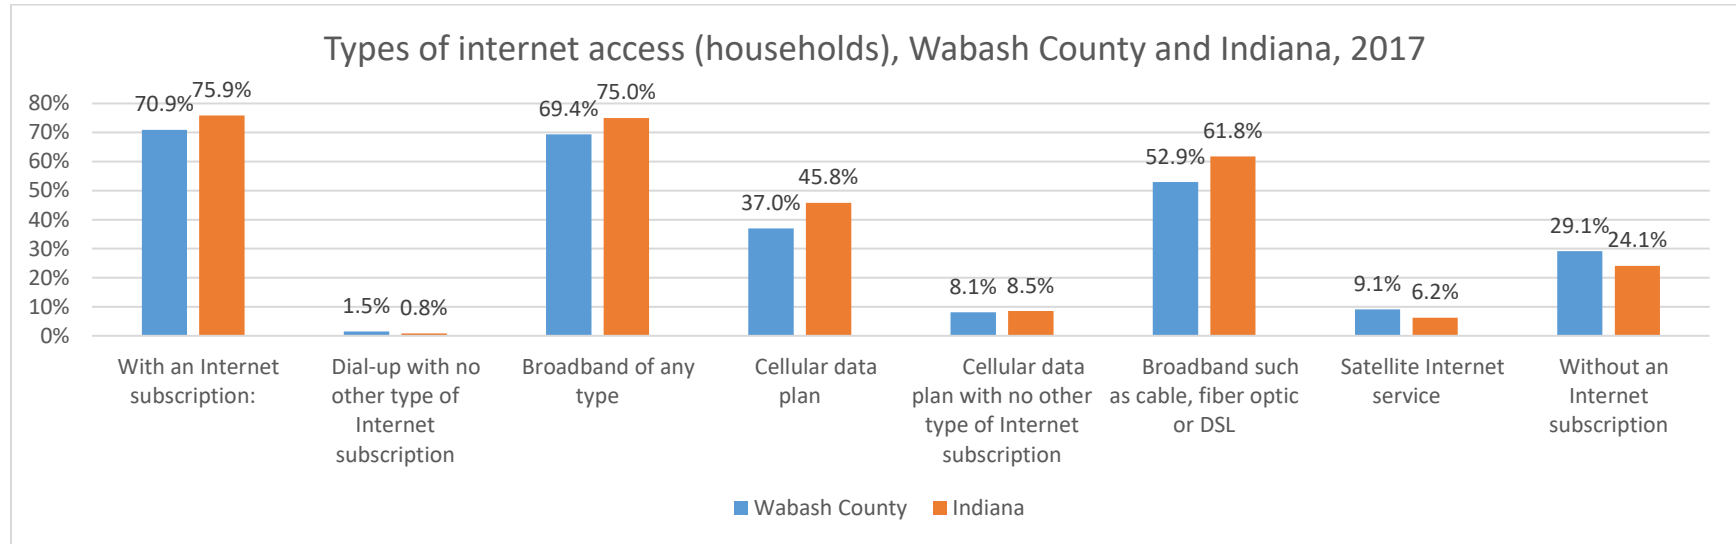 Types of internet access (households), Wabash County and Indiana, 2017
80%
70%
60%
50%
40%
30%
20%
10%
0%
70.9%
75.9%
1.5%
0.8%
69.4%
75.0%
37.0%
45.8%
8.1%
8.5%
52.9%
61.8%
9.1%
6.2%
29.1%
24.1%
With an Internet
subscription:
Dial-up with no
other type of
Internet
subscription
Broadband of any
type
Cellular data
plan
Cellular data
plan with no other
type of Internet
subscription
Broadband such
as cable, fiber optic
or DSL
Satellite Internet
service
Without an
Internet
subscription
Wabash County
Indiana